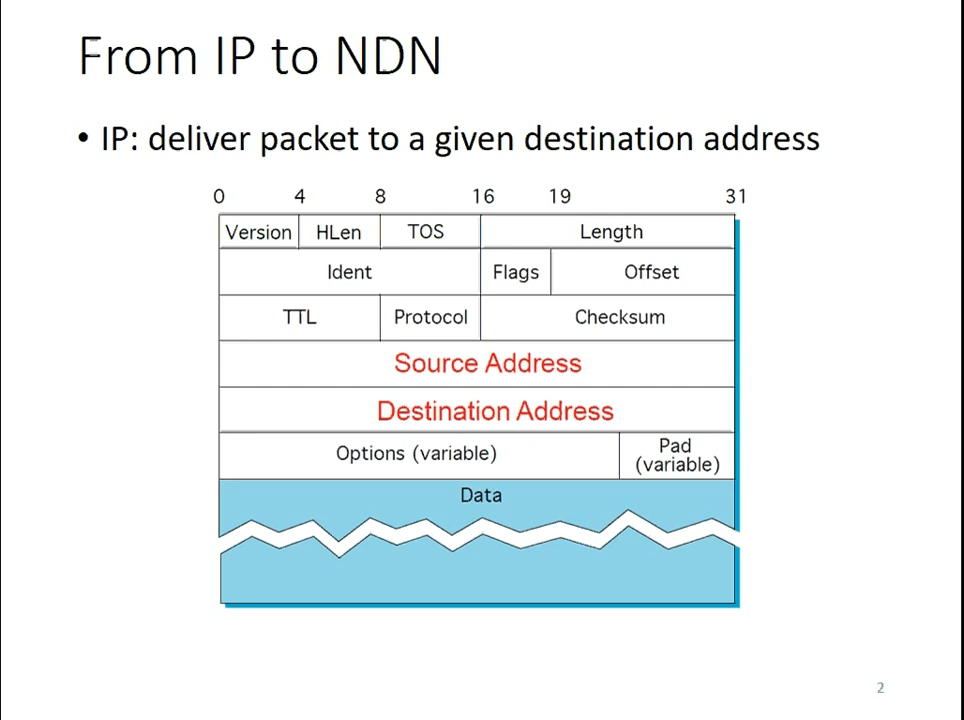 From IP to NDN
• IP: deliver packet to a given destination address
0 4 8 16 19 31
Version HLen TOS Length
Ident Flags Offset
TTL Protocol Checksum
Source Address
Destination Address
Options (variable) Pad (variable)
Data
2